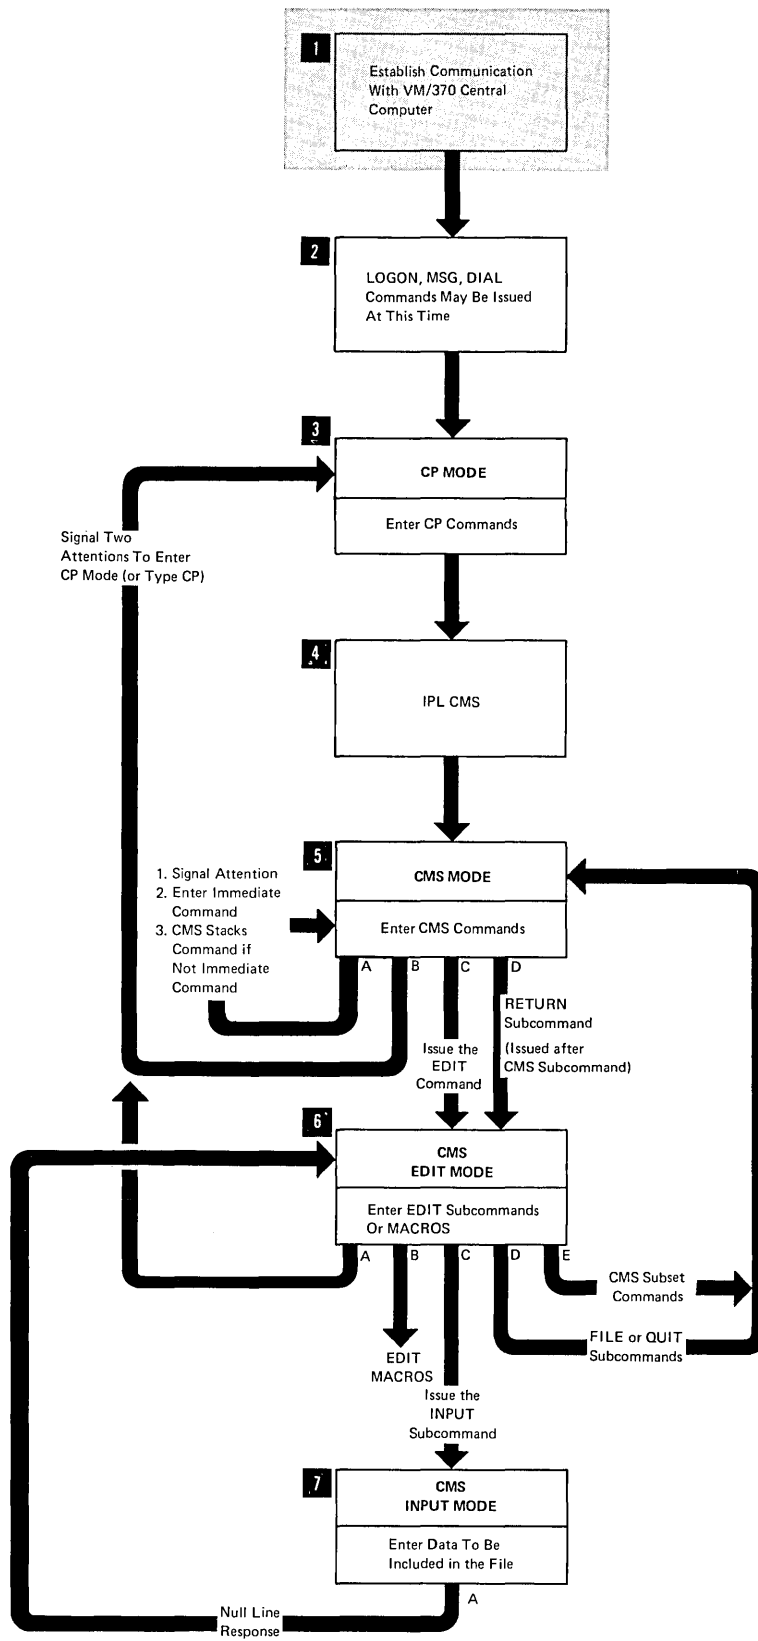 1
Establish Communication
With VM/370 Central
Computer
2
LOGON, MSG, DIAL
Commands May Be Issued
At This Time
3
CP MODE
Enter CP Commands
Signal Two
Attentions To Enter
CP Mode (or Type CP)
4
IPL CMS
5
CMS MODE
Enter CMS Commands
1. Signal Attention
2. Enter Immediate
Command
3. CMS Stacks
Command if
Not Immediate
Command
A
B
C
D
Issue the
EDIT
Command
RETURN
Subcommand
(Issued after
CMS Subcommand)
6
CMS
EDIT MODE
Enter EDIT Subcommands
Or MACROS
A
B
C
D
E
CMS Subset
Commands
FILE or QUIT
Subcommands
EDIT
MACROS
Issue the
INPUT
Subcommand
7
CMS
INPUT MODE
Enter Data To Be
Included in the File
A
Null Line
Response